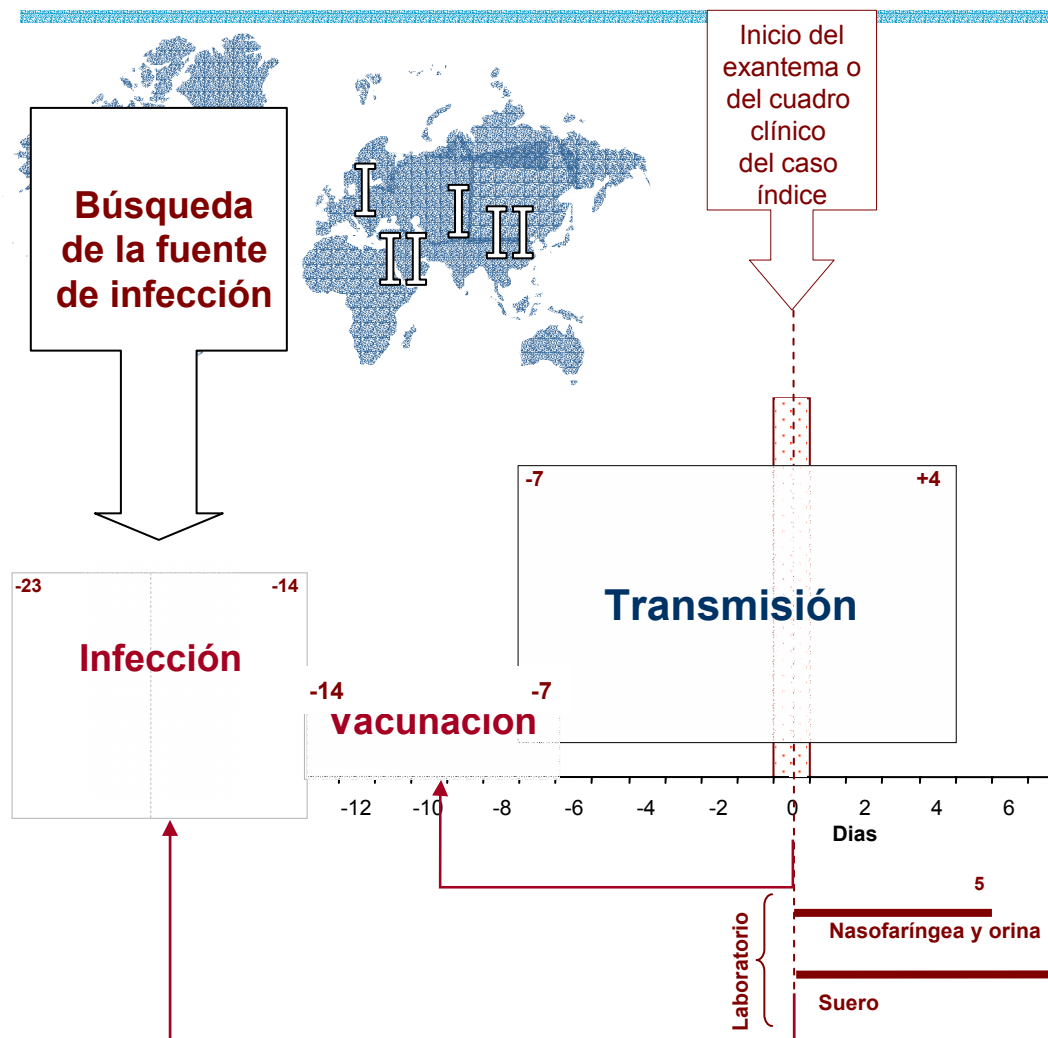 Inicio del
exantema o
del cuadro
clínico
del caso
índice
Búsqueda
de la fuente
de infección
I
I
II
II
-7
+4
Transmisión
-23
-14
Infección
-14
-7
Vacunación
-12
-10
-8
-6
-4
-2
0
2
4
6
Dias
5
Nasofaríngea y orina
Suero
Laboratorio